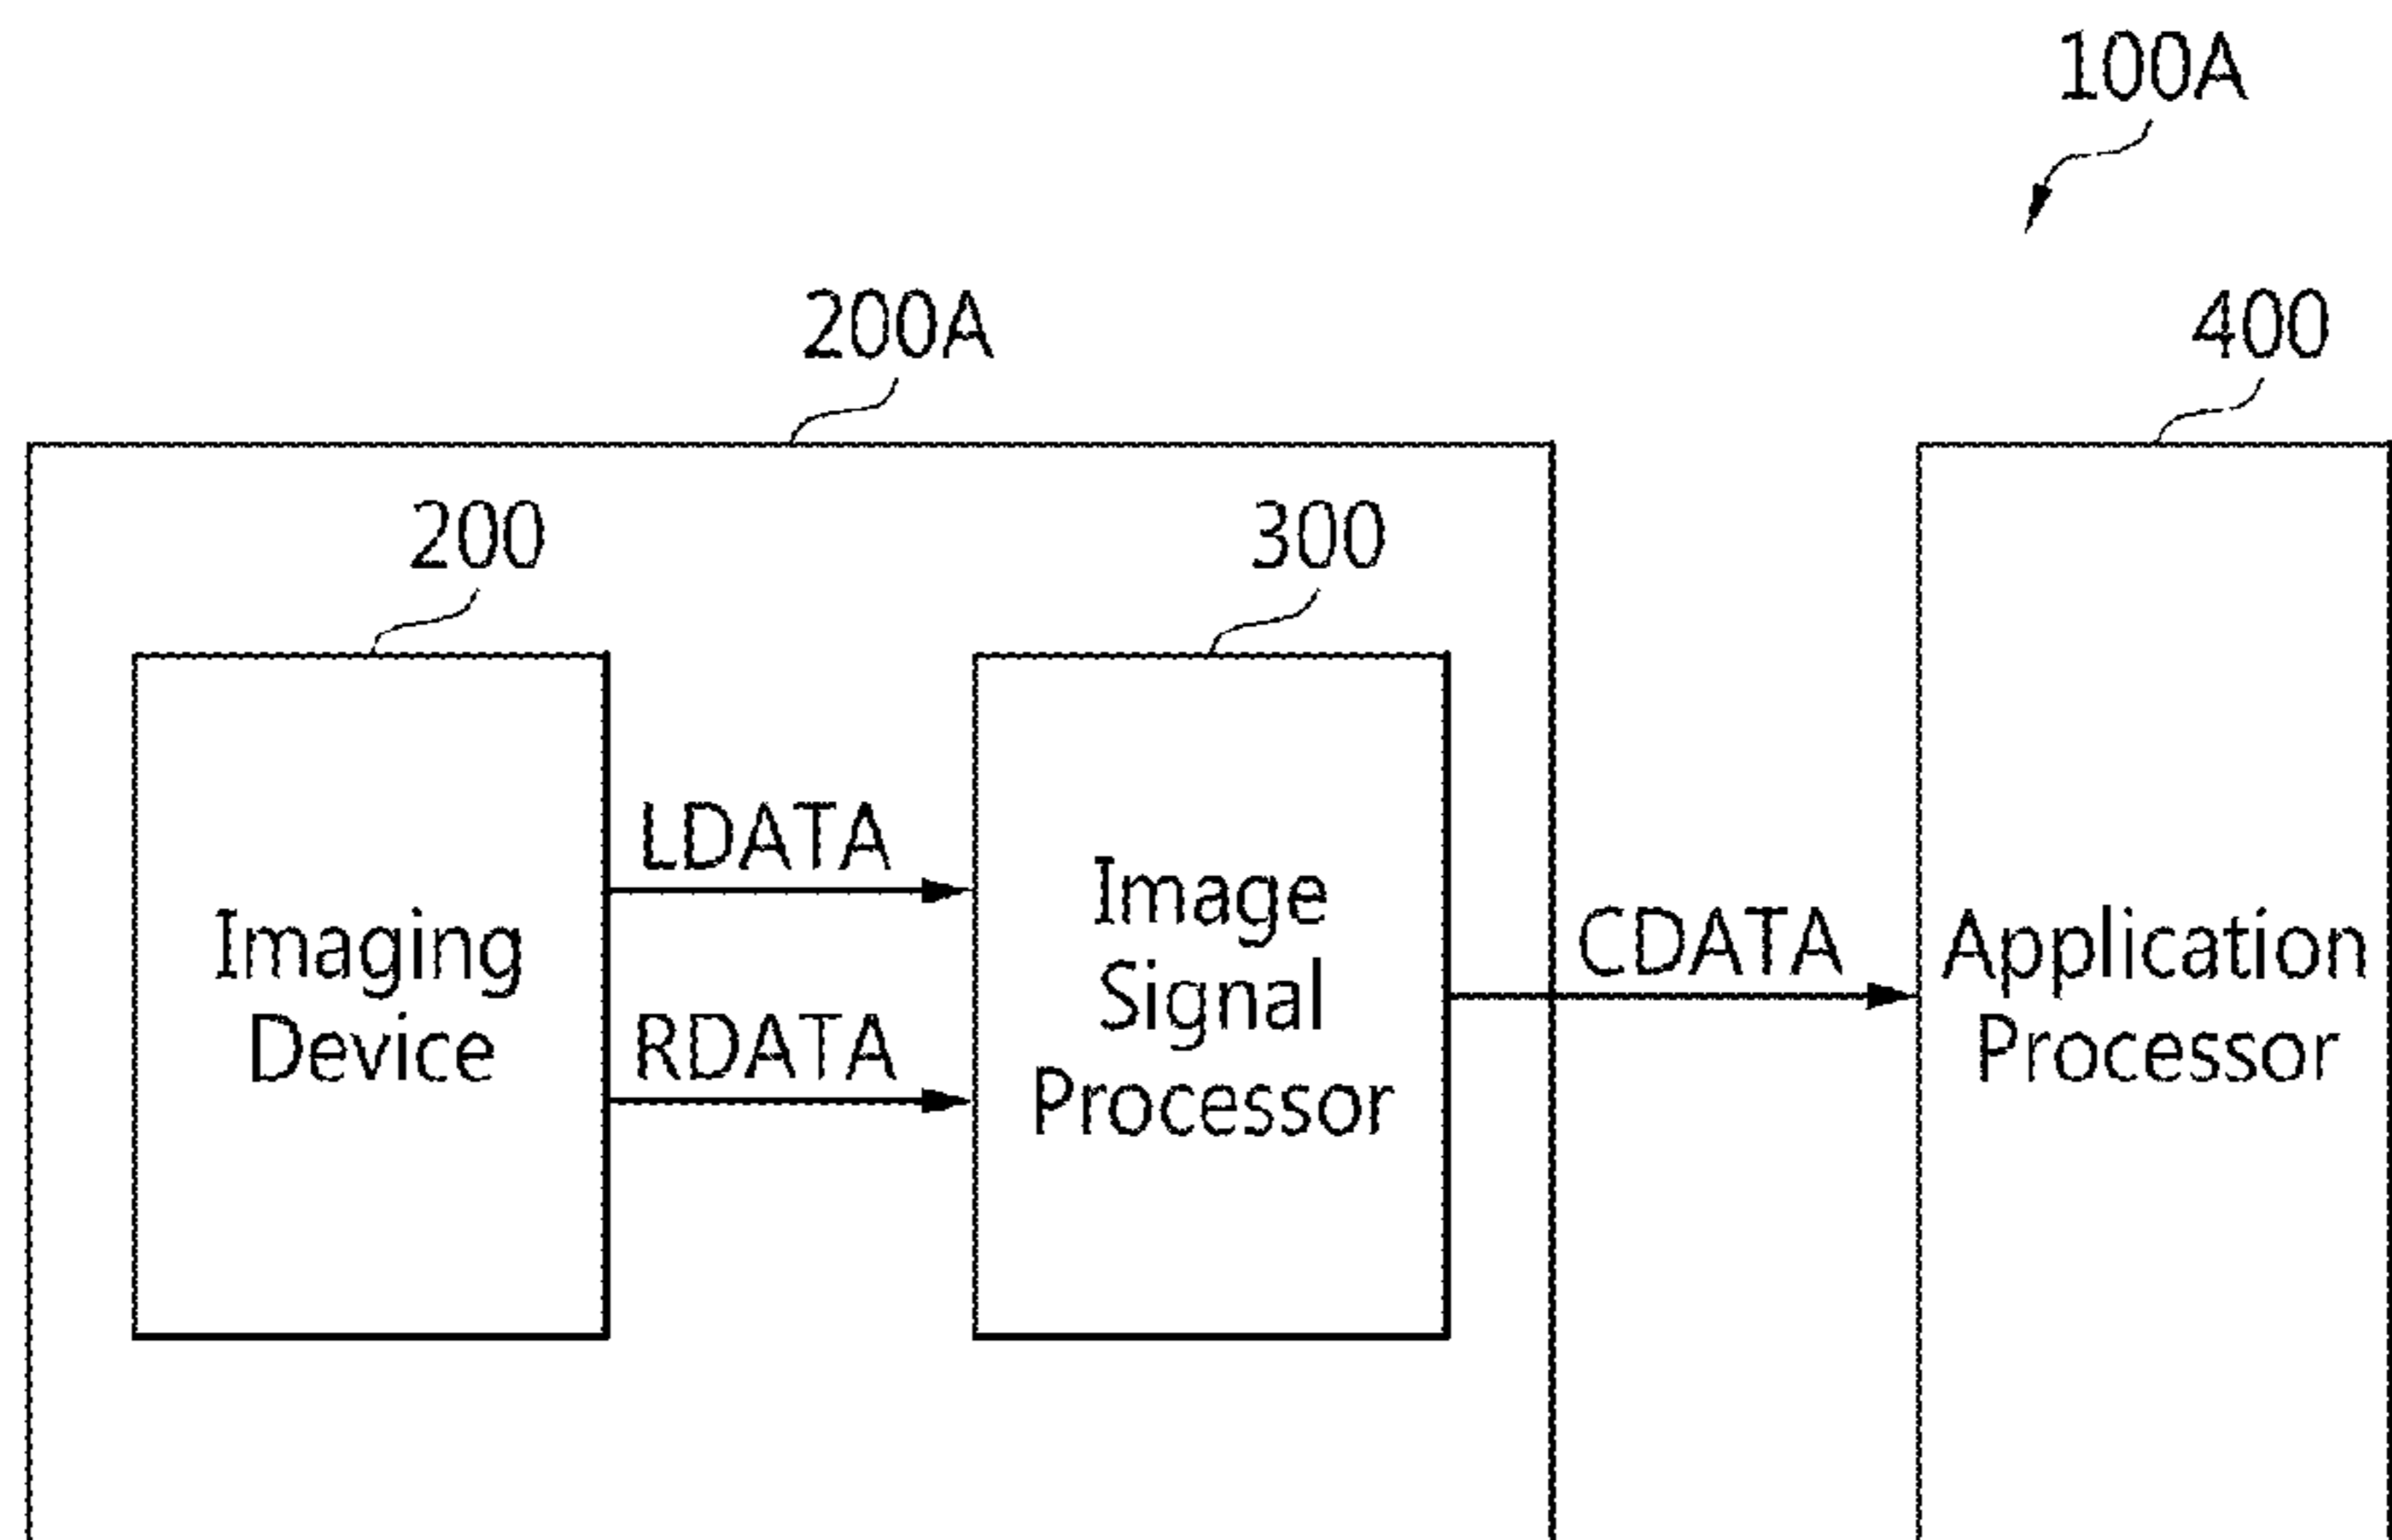 100A
200A
400
200
300
LDATA
RDATA
Imaging
Device
Image
Signal
Processor
CDATA
Application
Processor